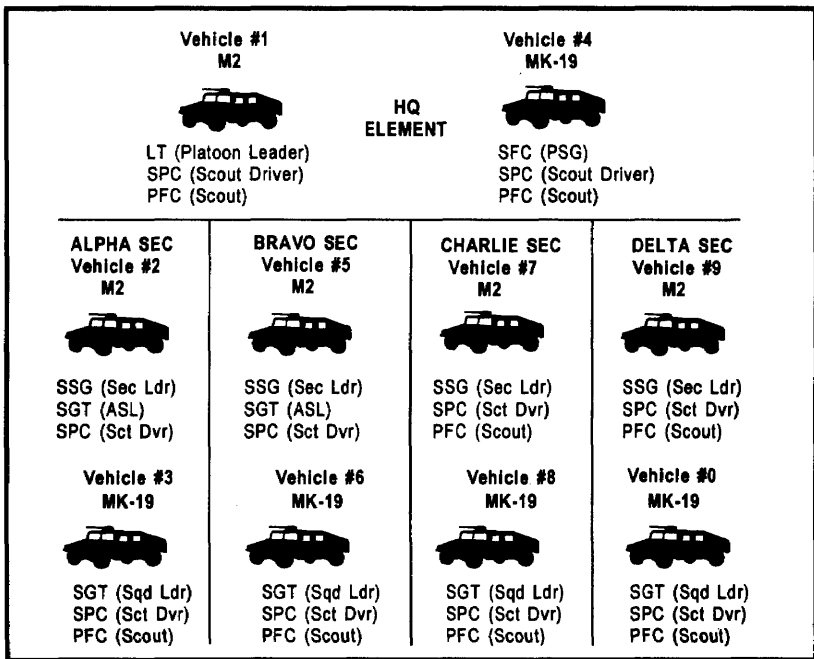 Vehicle #1
M2
LT (Platoon Leader)
SPC (Scout Driver)
PFC (Scout)
HQ
ELEMENT
Vehicle #4
MK-19
SFC (PSG)
SPC (Scout Driver)
PFC (Scout)
ALPHA SEC
Vehicle #2
M2
SSG (Sec Ldr)
SGT (ASL)
SPC (Sct Dvr)
Vehicle #3
MK-19
SGT (Sqd Ldr)
SPC (Sct Dvr)
PFC (Scout)
BRAVO SEC
Vehicle #5
M2
SSG (Sec Ldr)
SGT (ASL)
SPC (Sct Dvr)
Vehicle #6
MK-19
SGT (Sqd Ldr)
SPC (Sct Dvr)
PFC (Scout)
CHARLIE SEC
Vehicle #7
M2
SSG (Sec Ldr)
SPC (Sct Dvr)
PFC (Scout)
Vehicle #8
MK-19
SGT (Sqd Ldr)
SPC (Sct Dvr)
PFC (Scout)
DELTA SEC
Vehicle #9
M2
SSG (Sec Ldr)
SPC (Sct Dvr)
PFC (Scout)
Vehicle #0
MK-19
SGT (Sqd Ldr)
SPC (Sct Dvr)
PFC (Scout)